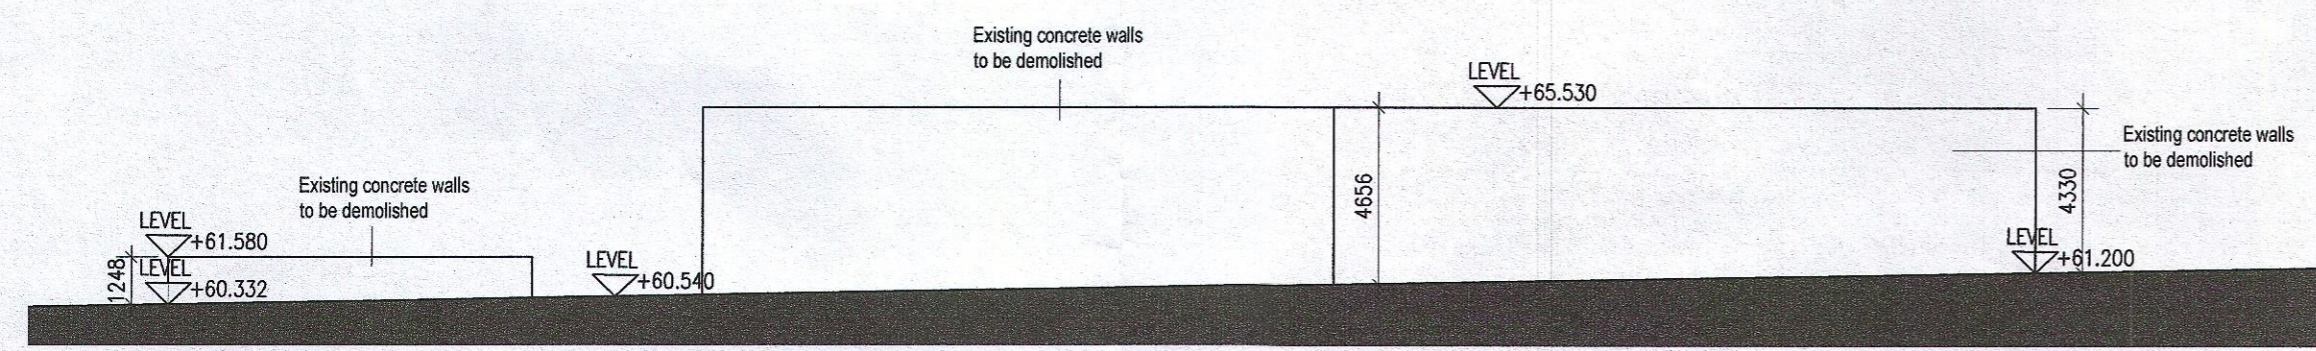 Existing concrete walls
to be demolished
LEVEL
+65.530
Existing concrete walls
to be demolished
4656
4330
Existing concrete walls
to be demolished
LEVEL
+61.580
LEVEL
+60.332
1248
LEVEL
+60.540
LEVEL
+61.200